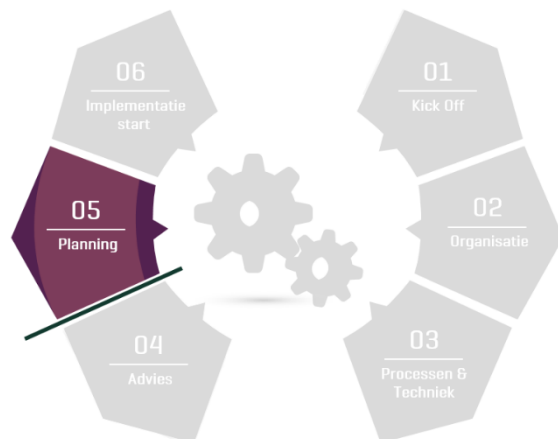 01
Kick Off
02
Organisatie
03
Processen &
Techniek
04
Advies
05
Planning
06
Implementatie
start